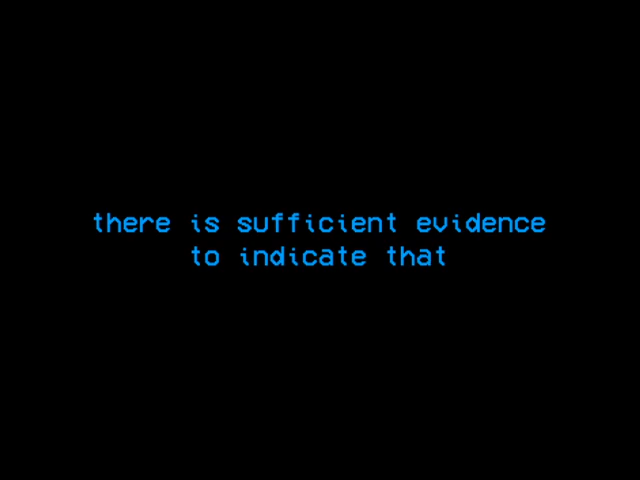 there is sufficient evidence
to indicate that